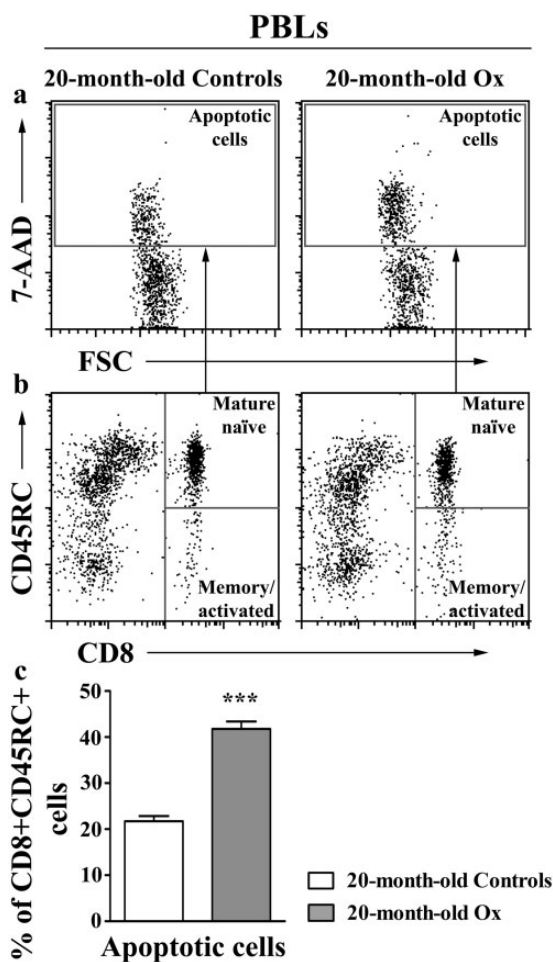 PBLs
20-month-old Controls
20-month-old Ox
a
Apoptotic
cells
Apoptotic
cells
7-AAD
FSC
b
Mature
naïve
Mature
naïve
CD45RC
Memory/
activated
Memory/
activated
CD8
c
% of CD8+CD45RC+
cells
50
40
30
20
10
0
***
Apoptotic cells
20-month-old Controls
20-month-old Ox